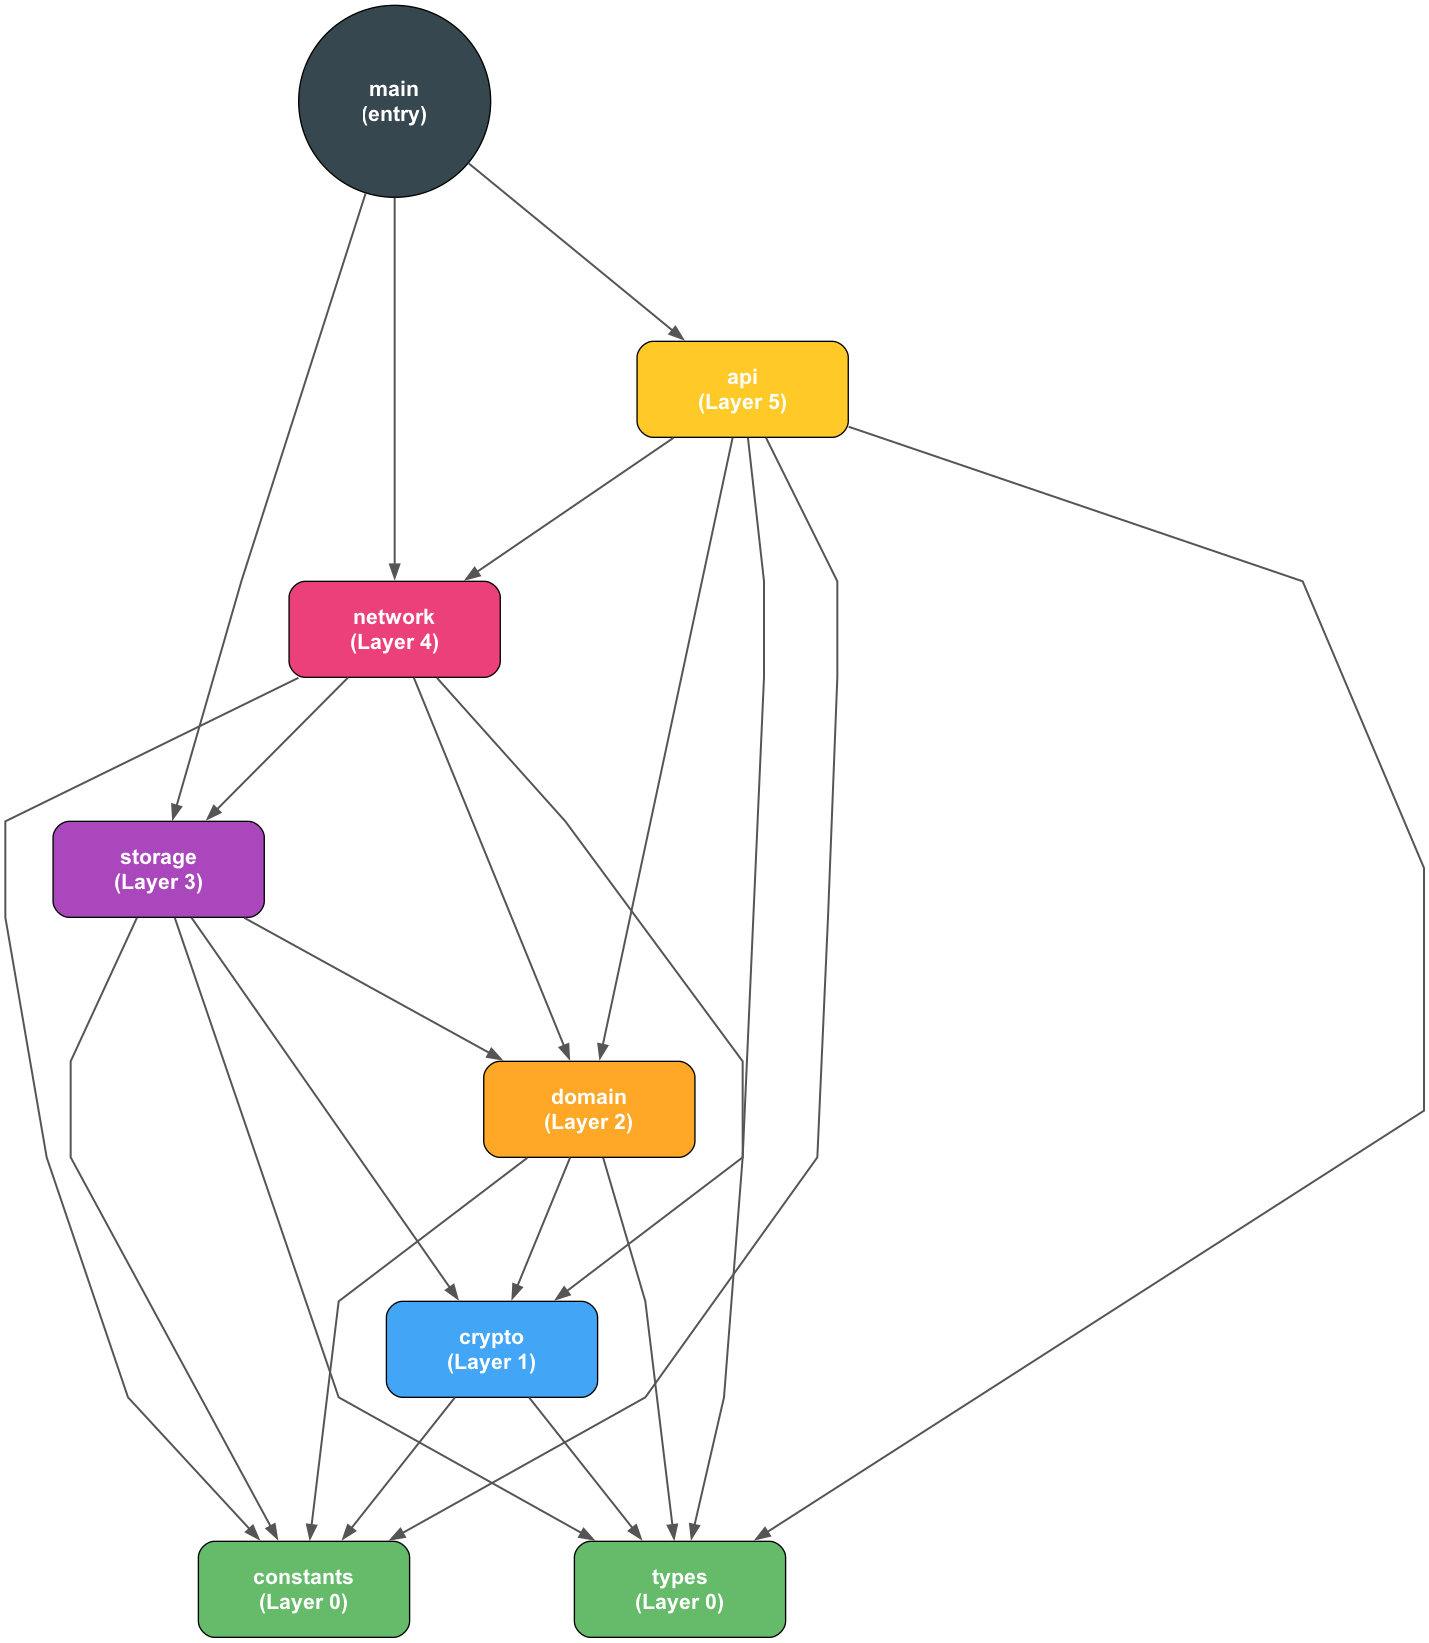 main
(entry)
api
(Layer 5)
network
(Layer 4)
storage
(Layer 3)
domain
(Layer 2)
crypto
(Layer 1)
constants
(Layer 0)
types
(Layer 0)